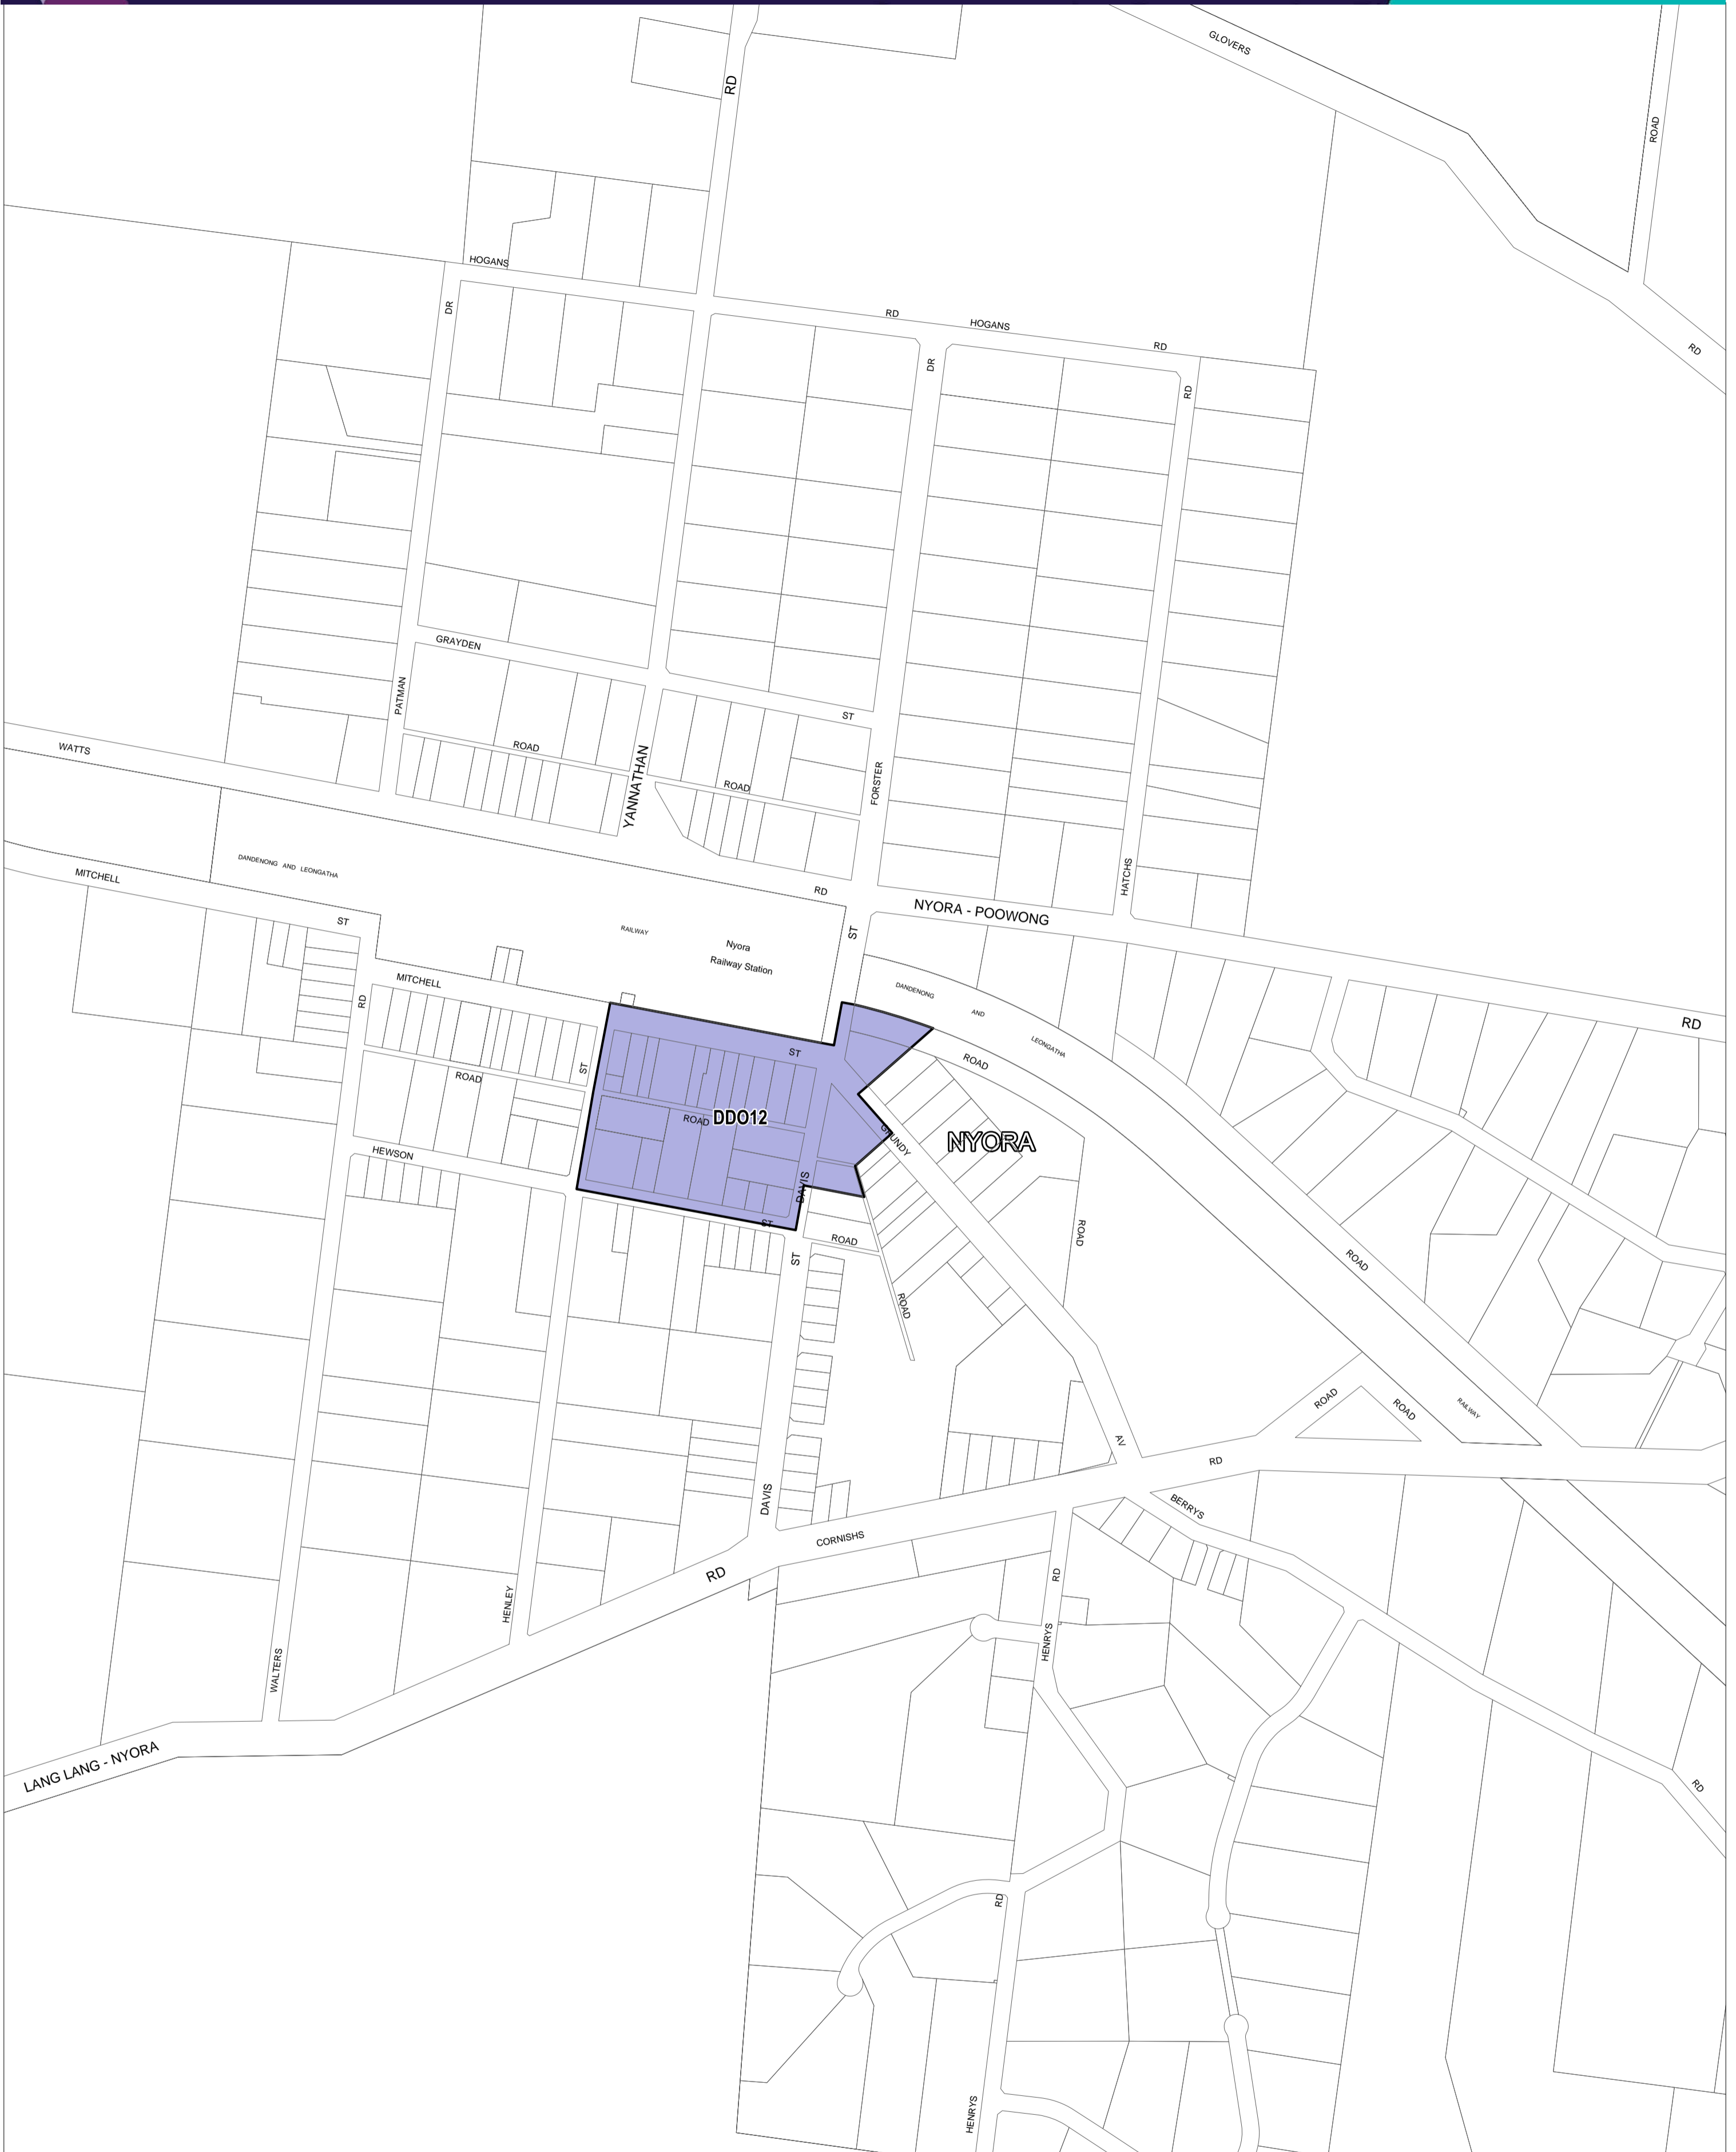 GLOVERS
RD
ROAD
HOGANS
DR
RD
HOGANS
RD
RD
DR
RD
GRAYDEN
PATMAN
ST
ROAD
WATTS
YANNATHAN
ROAD
FORSTER
DANDENONG AND LEONGATHA
MITCHELL
RD
HATCHS
NYORA - POOWONG
ST
RAILWAY
ST
Nyora
Railway Station
MITCHELL
DANDENONG
RD
AND
RD
LEONGATHA
ST
ROAD
ST
ROAD
DDO12
ROAD
GRUNDY
NYORA
HEWSON
DAVIS
ST
ROAD
ROAD
ST
ROAD
ROAD
ROAD
ROAD
RAILWAY
AV
RD
DAVIS
BERRYS
CORNISHS
RD
RD
HENLEY
HENRYS
WALTERS
LANG LANG - NYORA
RD
RD
HENRYS